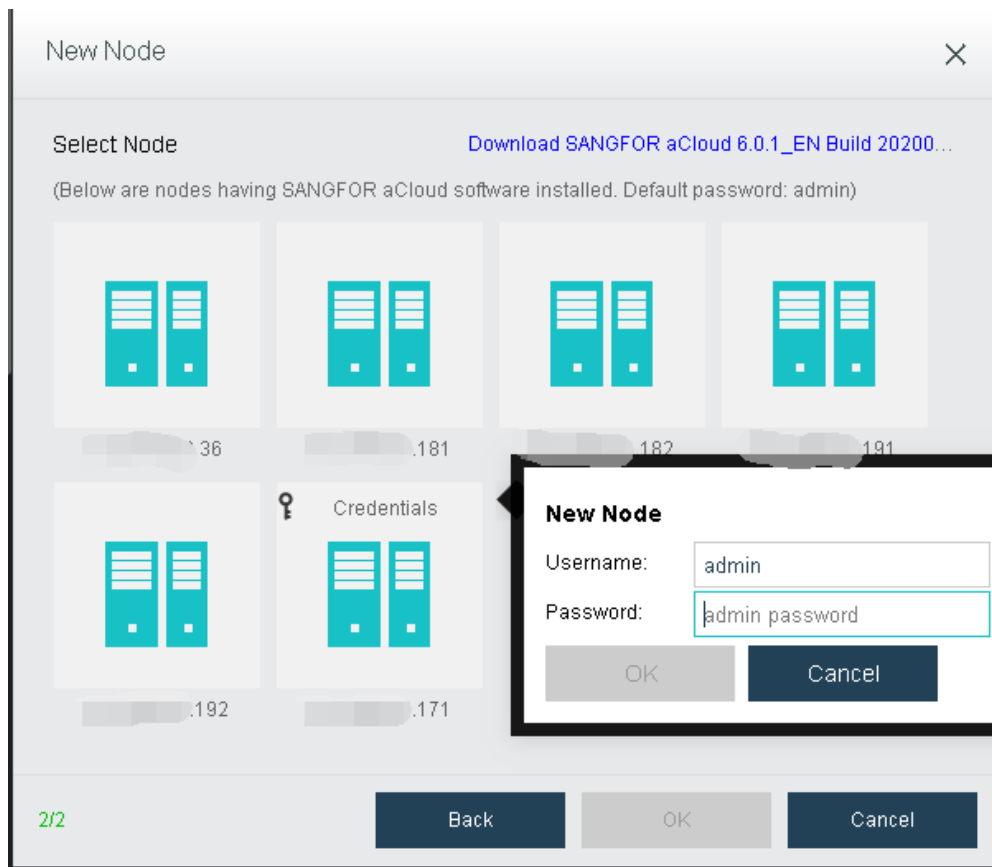 New Node
Select Node
Download SANGFOR aCloud 6.0.1_EN Build 20200...
(Below are nodes having SANGFOR aCloud software installed. Default password: admin)
.36
.181
.182
.191
Credentials
.192
.171
New Node
Username:
admin
Password:
admin password
OK
Cancel
2/2
Back
OK
Cancel